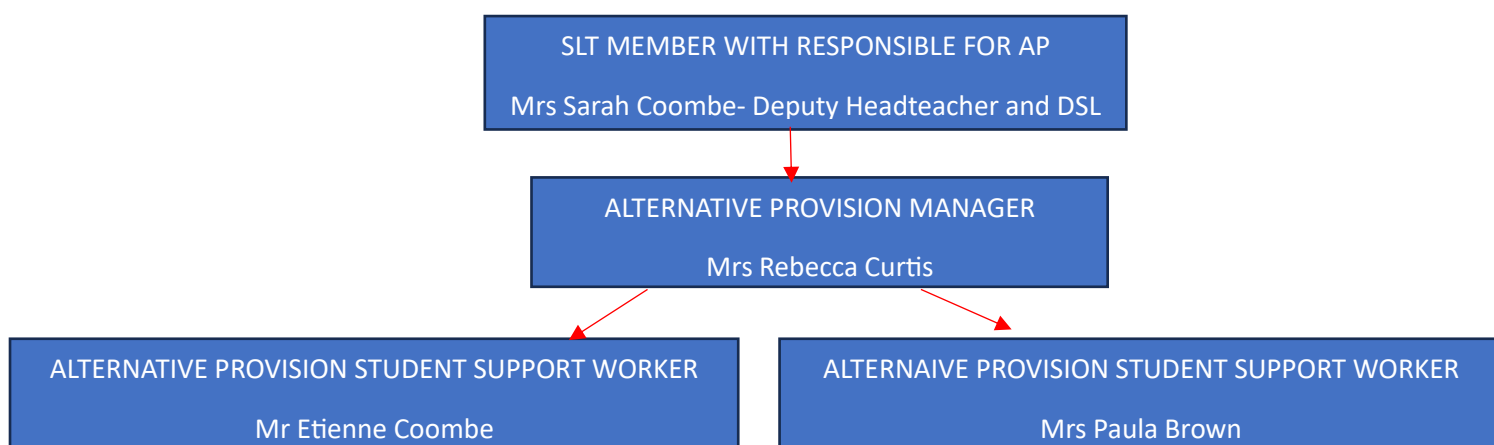 SLT MEMBER WITH RESPONSIBLE FOR AP
Mrs Sarah Coombe- Deputy Headteacher and DSL
ALTERNATIVE PROVISION MANAGER
Mrs Rebecca Curtis
ALTERNATIVE PROVISION STUDENT SUPPORT WORKER
Mr Etienne Coombe
ALTERNAIVE PROVISION STUDENT SUPPORT WORKER
Mrs Paula Brown